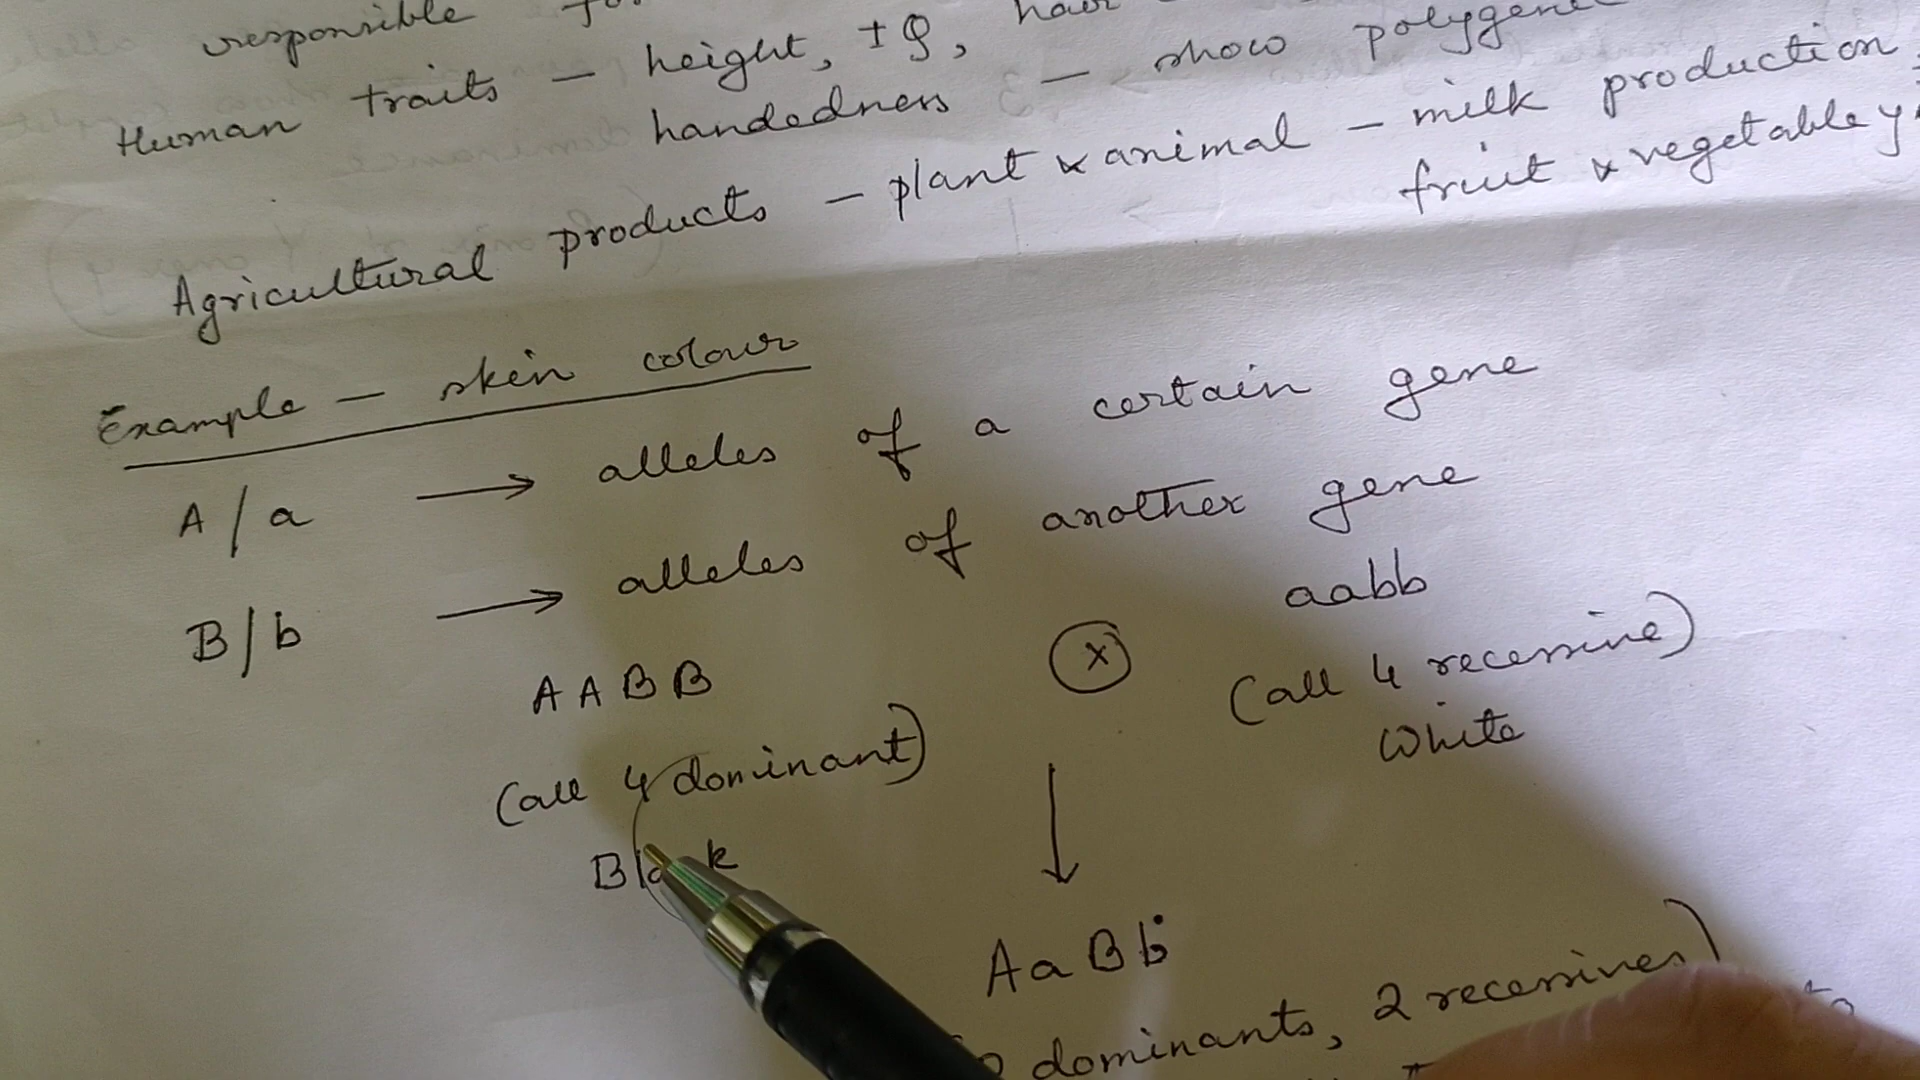 responsible
Human traits — height, IQ, hair
handedness — show polygenic
Agricultural products — plant & animal — milk production,
fruit & vegetable
Example — skin colour
A/a → alleles of a certain gene
B/b → alleles of another gene
AABB ⓧ aabb
(all 4 dominant) (all 4 recessive)
Black White
↓
AaBb
dominants, 2 recessives)